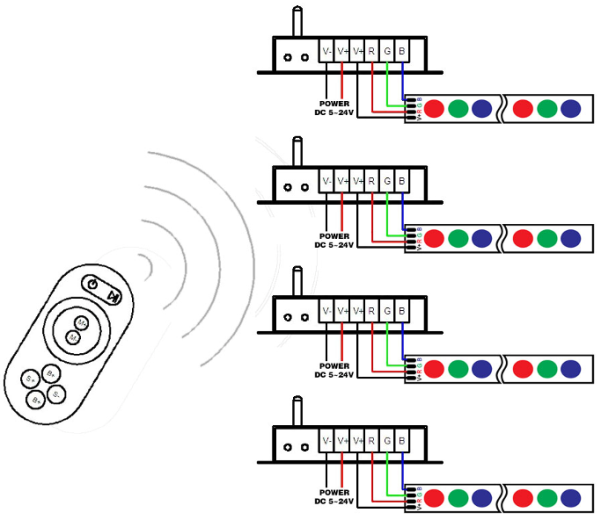 V- V+ V+ R G B
POWER
DC 5~24V
B
G
R
V+
V- V+ V+ R G B
POWER
DC 5~24V
B
G
R
V+
M+
M-
V- V+ V+ R G B
POWER
DC 5~24V
B
G
R
V+
S+ B+
B+ S-
V- V+ V+ R G B
POWER
DC 5~24V
B
G
R
V+